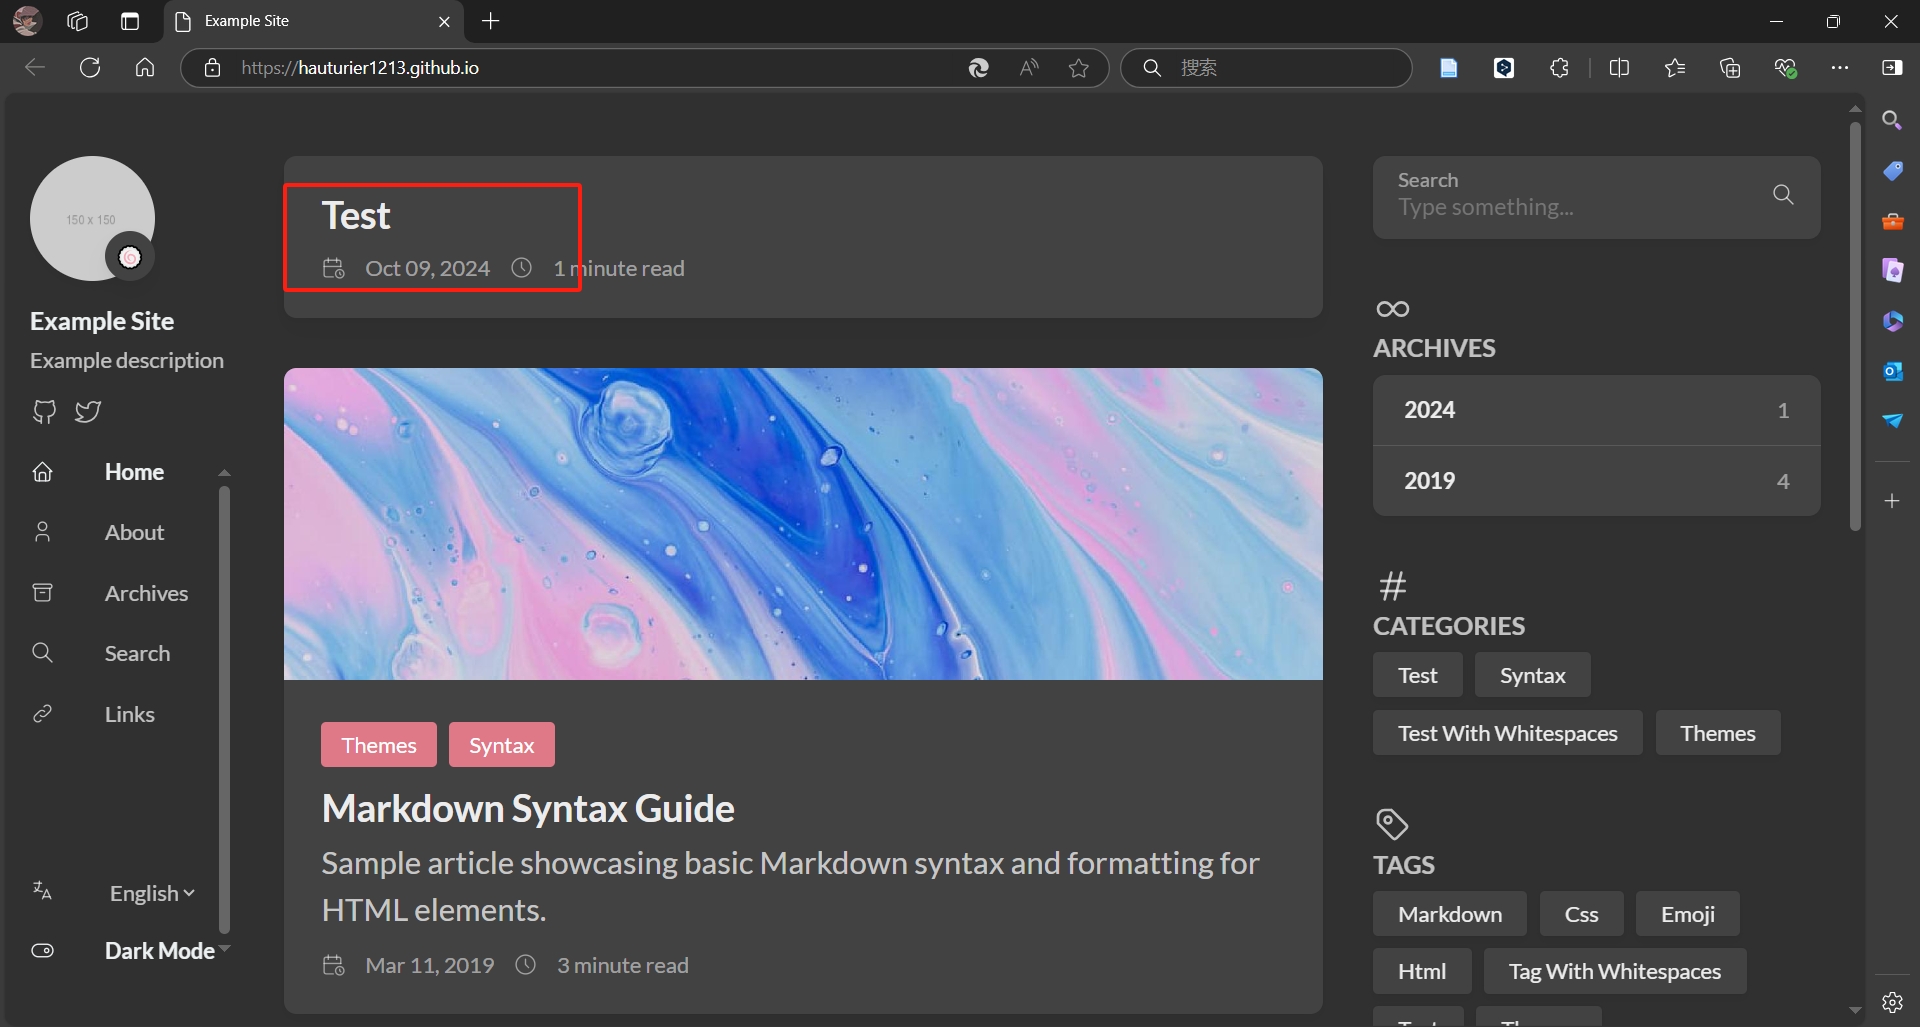 Example Site
https://hauturier1213.github.io
搜索
150 x 150
Example Site
Example description
Home
About
Archives
Search
Links
English
Dark Mode
Test
Oct 09, 2024 1 minute read
Themes Syntax
Markdown Syntax Guide
Sample article showcasing basic Markdown syntax and formatting for
HTML elements.
Mar 11, 2019 3 minute read
Search
Type something...
ARCHIVES
2024 1
2019 4
CATEGORIES
Test Syntax
Test With Whitespaces Themes
TAGS
Markdown Css Emoji
Html Tag With Whitespaces